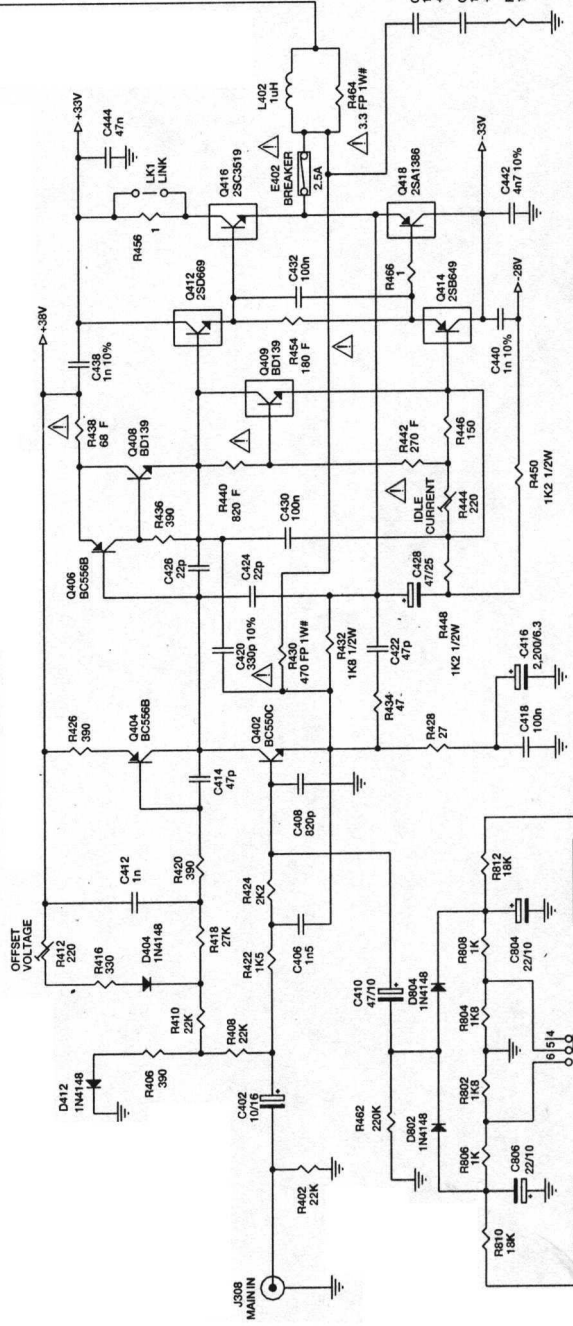 +38V
OFFSET
VOLTAGE
R412
220
R416
330
D404
1N4148
C412
1n
R426
390
Q404
BC556B
Q406
BC556B
R438
68 F
Q408
BD139
C438
1n 10%
+33V
C444
47n
LK1
LINK
R456
1
Q416
2SC3519
E402
BREAKER
2.5A
L402
1uH
R464
3.3 FP 1W#
Q412
2SD669
C432
100n
Q409
BD139
R454
180 F
R466
1
Q418
2SA1386
Q414
2SB649
-33V
C442
4n7 10%
C440
1n 10%
-28V
D412
1N4148
R406
390
R410
22K
R408
22K
R418
27K
R420
390
C414
47p
R436
390
C426
22p
R440
820 F
C430
100n
R442
270 F
R446
150
IDLE
CURRENT
R444
220
C424
22p
C420
330p 10%
R430
470 FP 1W#
R432
1K8 1/2W
C428
47/25
R448
1K2 1/2W
R450
1K2 1/2W
C422
47p
R434
47
R428
27
C416
2,200/6.3
C418
100n
Q402
BC550C
C408
820p
R424
2K2
R422
1K5
C406
1n5
C402
10/16
R402
22K
J308
MAIN IN
C410
47/10
R462
220K
D804
1N4148
D802
1N4148
R812
18K
R808
1K
C804
22/10
R804
1K8
R802
1K8
R806
1K
C806
22/10
R810
18K
6
5
4